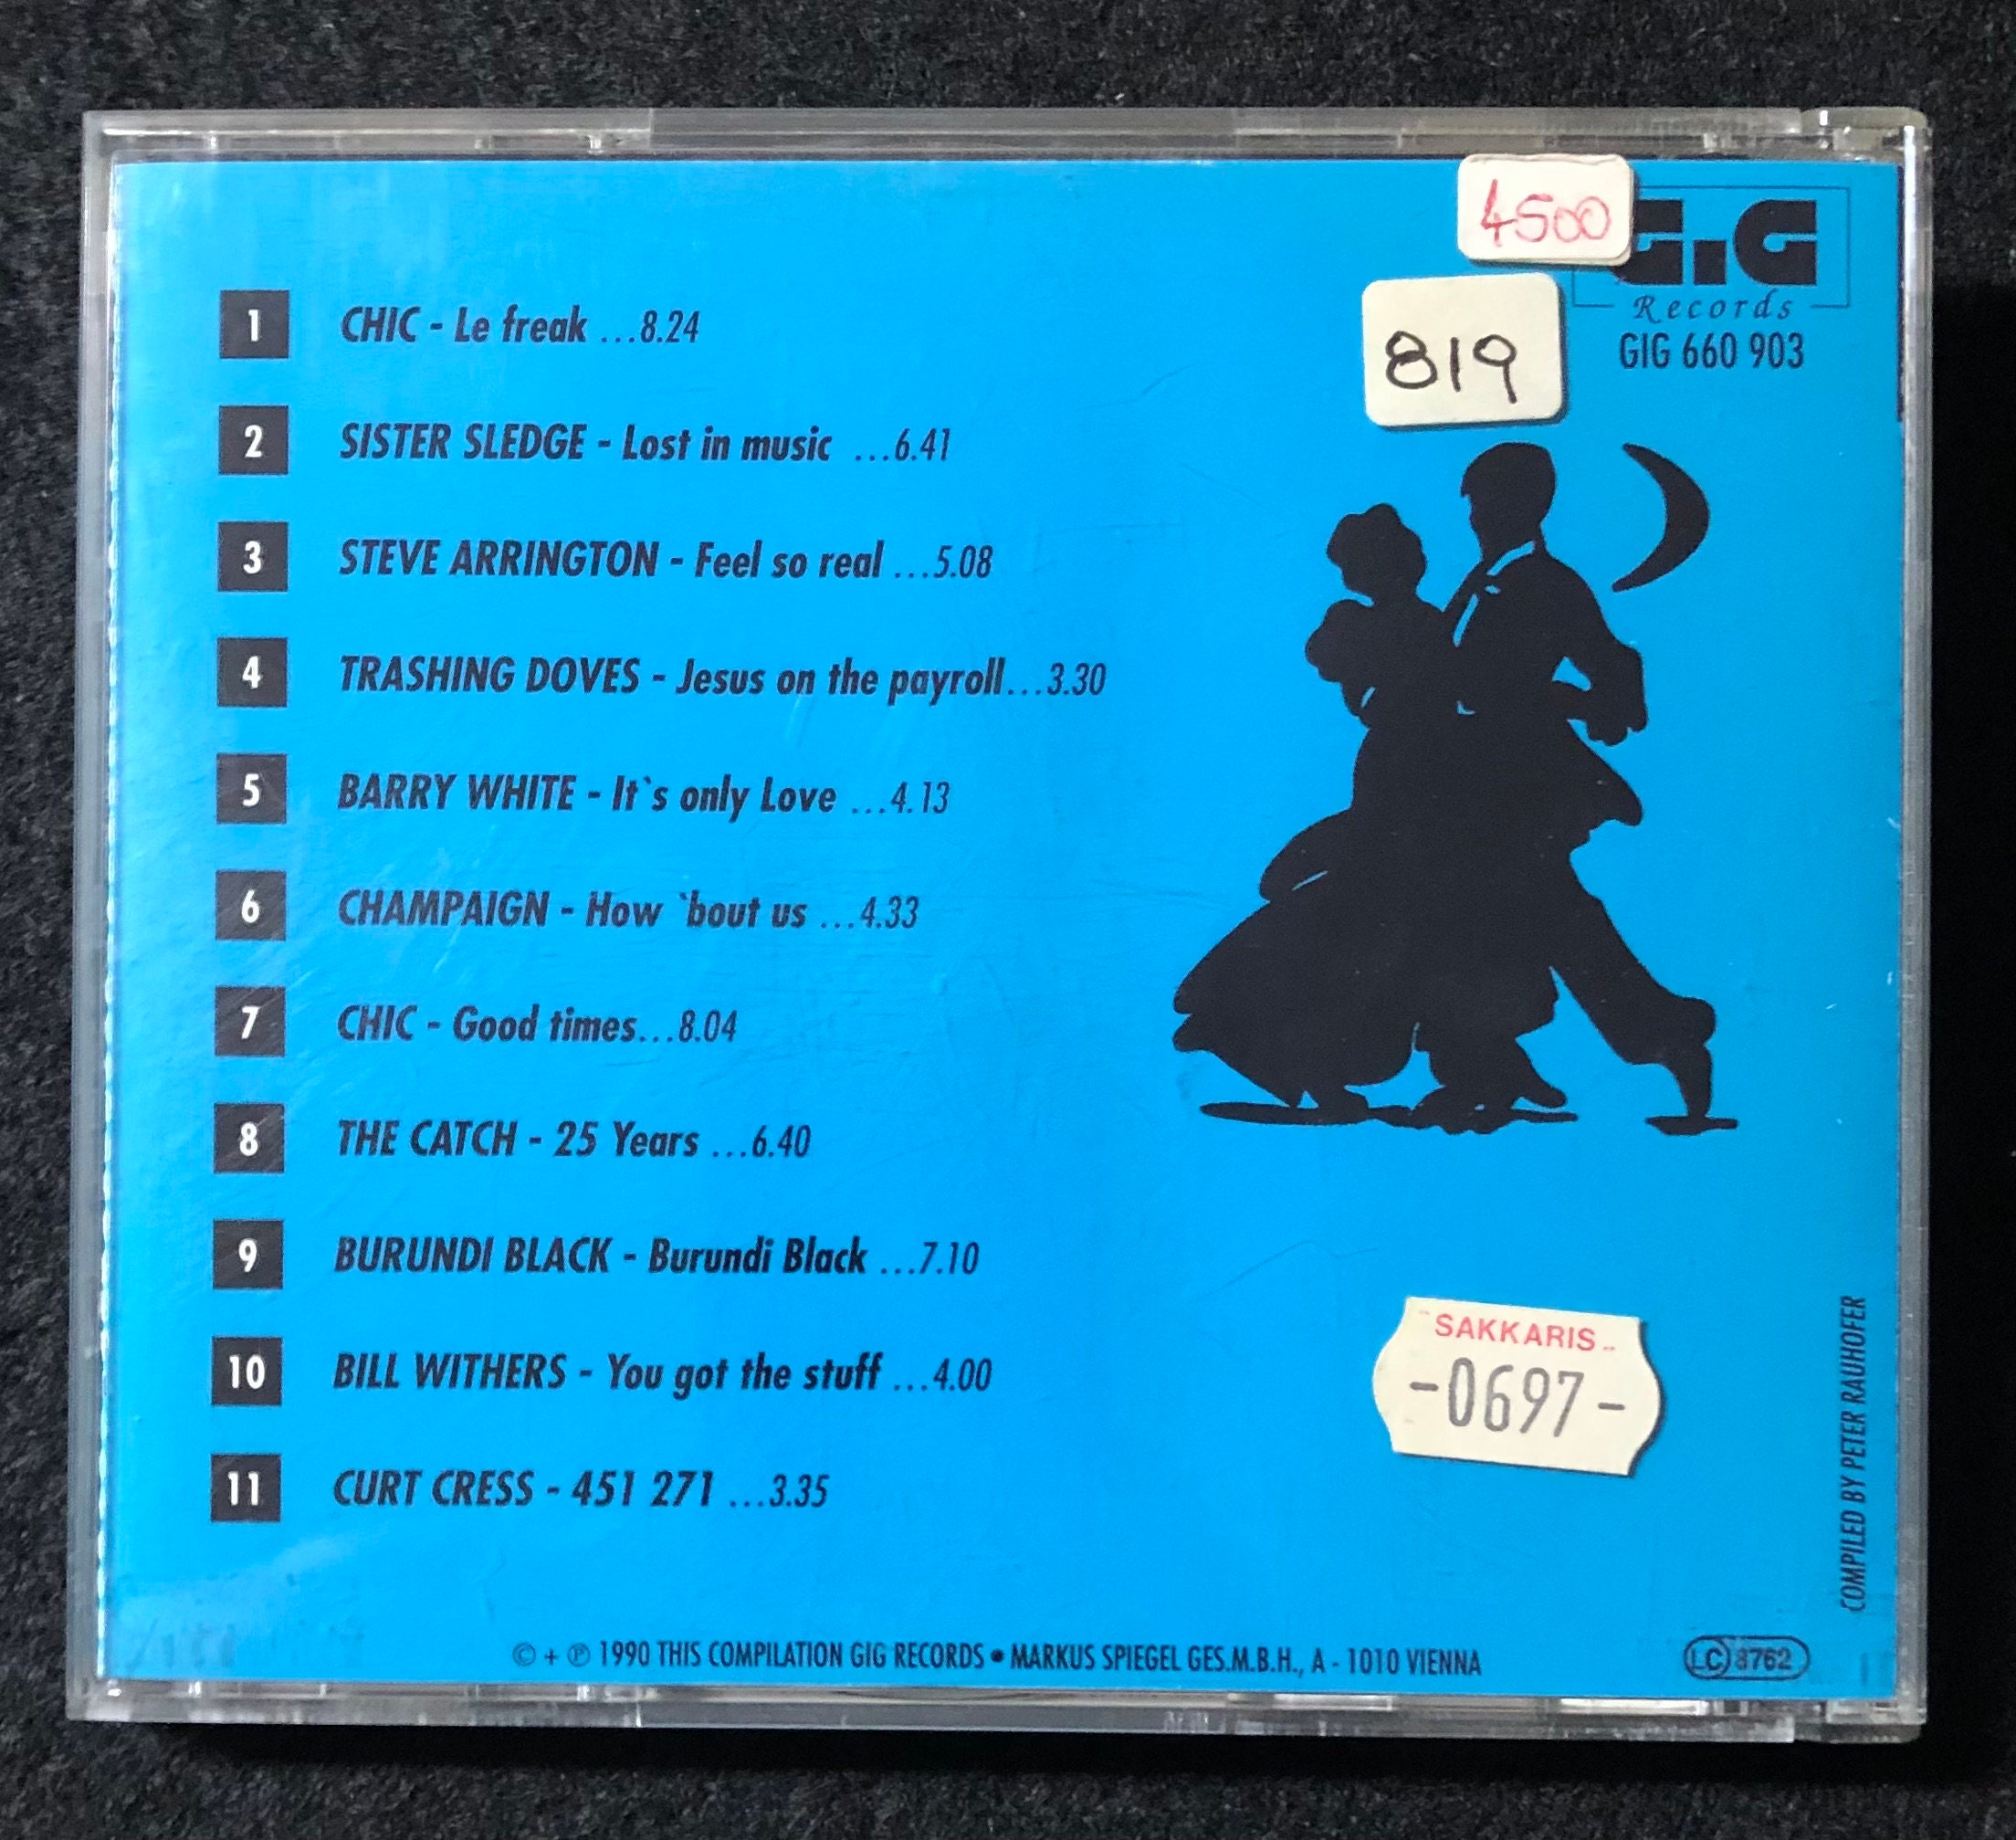 4500
G.I.G
Records
GIG 660 903
819
1 CHIC - Le freak ...8.24
2 SISTER SLEDGE - Lost in music ...6.41
3 STEVE ARRINGTON - Feel so real ...5.08
4 TRASHING DOVES - Jesus on the payroll...3.30
5 BARRY WHITE - It`s only Love ...4.13
6 CHAMPAIGN - How `bout us ...4.33
7 CHIC - Good times...8.04
8 THE CATCH - 25 Years ...6.40
9 BURUNDI BLACK - Burundi Black ...7.10
10 BILL WITHERS - You got the stuff ...4.00
11 CURT CRESS - 451 271 ...3.35
SAKKARIS
-0697-
COMPILED BY PETER RAUHOFER
© + ℗ 1990 THIS COMPILATION GIG RECORDS • MARKUS SPIEGEL GES.M.B.H., A - 1010 VIENNA
LC 8762